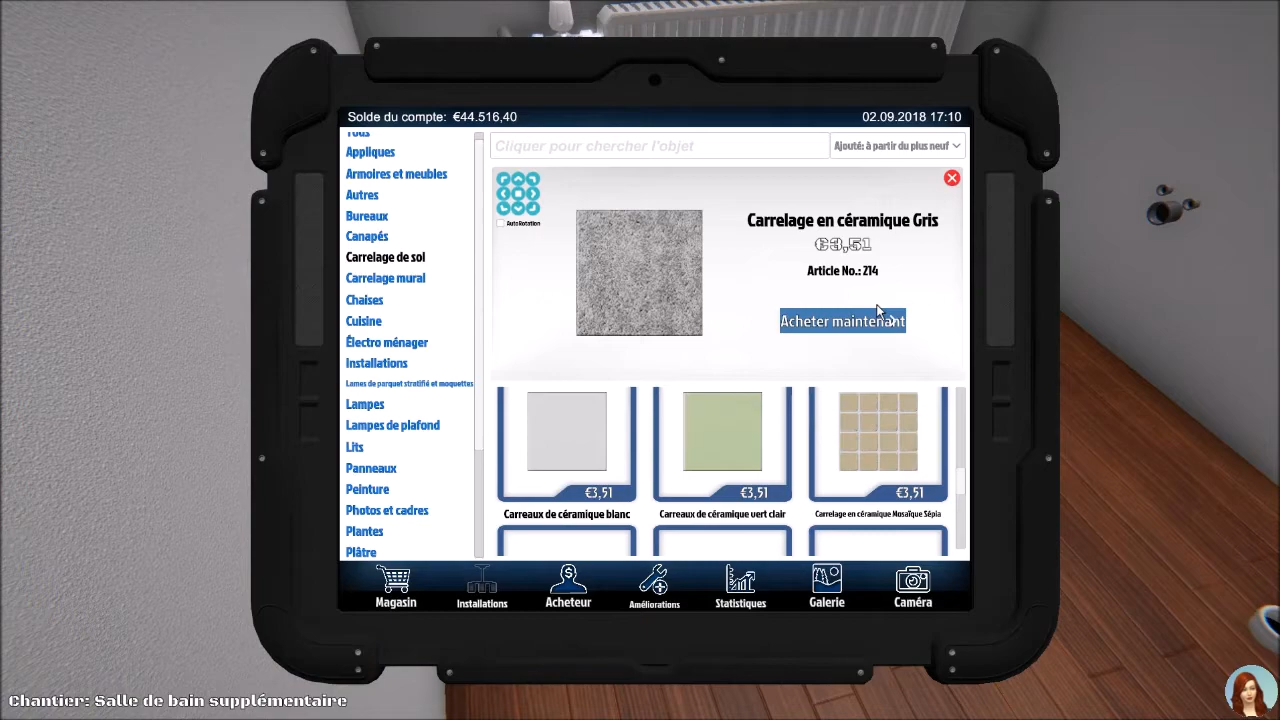 Solde du compte: €44.516,40
02.09.2018 17:10
Tous
Appliques
Armoires et meubles
Autres
Bureaux
Canapés
Carrelage de sol
Carrelage mural
Chaises
Cuisine
Électro ménager
Installations
Lames de parquet stratifié et moquettes
Lampes
Lampes de plafond
Lits
Panneaux
Peinture
Photos et cadres
Plantes
Plâtre
Cliquer pour chercher l'objet
Ajouté: à partir du plus neuf
AutoRotation
Carrelage en céramique Gris
€3,51
Article No.: 214
Acheter maintenant
€3,51
€3,51
€3,51
Carreaux de céramique blanc
Carreaux de céramique vert clair
Carrelage en céramique Mosaïque Sépia
Magasin
Installations
Acheteur
Améliorations
Statistiques
Galerie
Caméra
Chantier: Salle de bain supplémentaire